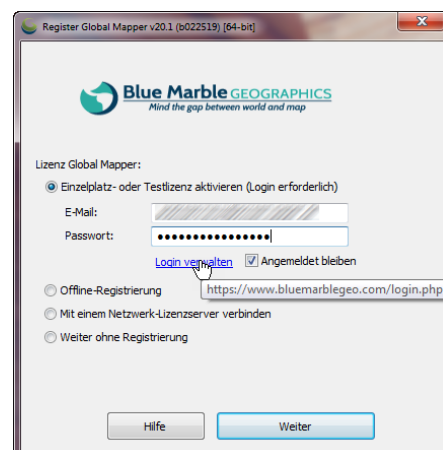 Register Global Mapper v20.1 (b022519) [64-bit]
Blue Marble GEOGRAPHICS
Mind the gap between world and map
Lizenz Global Mapper:
Einzelplatz- oder Testlizenz aktivieren (Login erforderlich)
E-Mail:
Passwort: ••••••••••••••••
Login verwalten Angemeldet bleiben
https://www.bluemarblegeo.com/login.php
Offline-Registrierung
Mit einem Netzwerk-Lizenzserver verbinden
Weiter ohne Registrierung
Hilfe Weiter